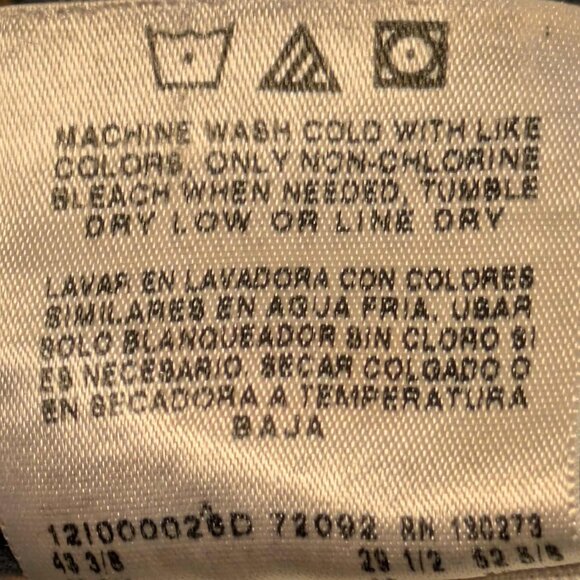 MACHINE WASH COLD WITH LIKE
COLORS, ONLY NON-CHLORINE
BLEACH WHEN NEEDED, TUMBLE
DRY LOW OR LINE DRY
LAVAR EN LAVADORA CON COLORES
SIMILARES EN AGUA FRIA, USAR
SOLO BLANQUEADOR SIN CLORO SI
ES NECESARIO, SECAR COLGADO O
EN SECADORA A TEMPERATURA
BAJA
72092 RN 130273
43 3/8 29 1/2 62 5/8